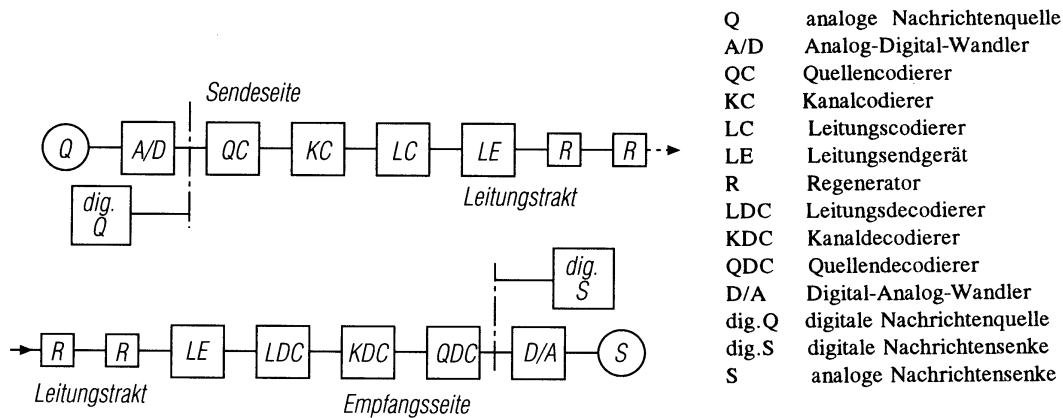 Sendeseite
Q A/D QC KC LC LE R R
dig. Q
Leitungstrakt
dig. S
R R LE LDC KDC QDC D/A S
Leitungstrakt
Empfangsseite
Q analoge Nachrichtenquelle
A/D Analog-Digital-Wandler
QC Quellencodierer
KC Kanalcodierer
LC Leitungscodierer
LE Leitungsendgerät
R Regenerator
LDC Leitungsdecodierer
KDC Kanaldecodierer
QDC Quellendecodierer
D/A Digital-Analog-Wandler
dig.Q digitale Nachrichtenquelle
dig.S digitale Nachrichtensenke
S analoge Nachrichtensenke